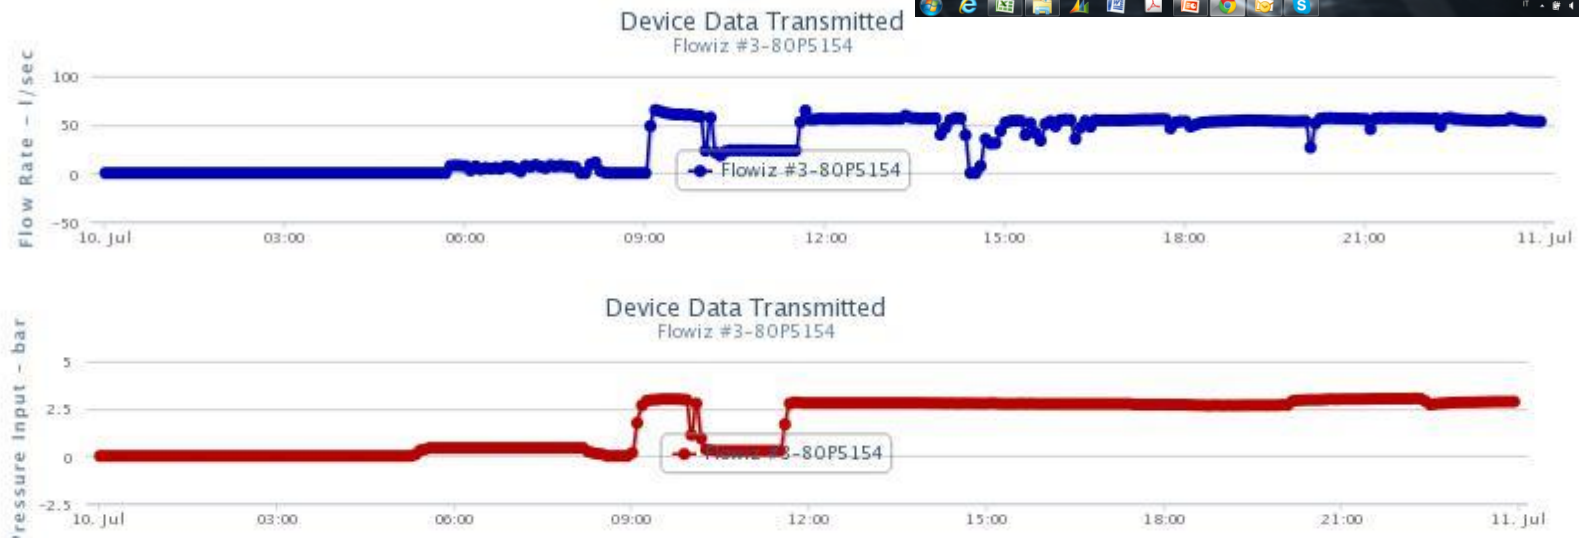 Device Data Transmitted
Flowiz #3-80P5154
Flow Rate - l/sec
100
50
0
-50
Flowiz #3-80P5154
10. Jul 03:00 06:00 09:00 12:00 15:00 18:00 21:00 11. Jul
IT
Device Data Transmitted
Flowiz #3-80P5154
Pressure Input - bar
5
2.5
0
-2.5
Flowiz #3-80P5154
10. Jul 03:00 06:00 09:00 12:00 15:00 18:00 21:00 11. Jul